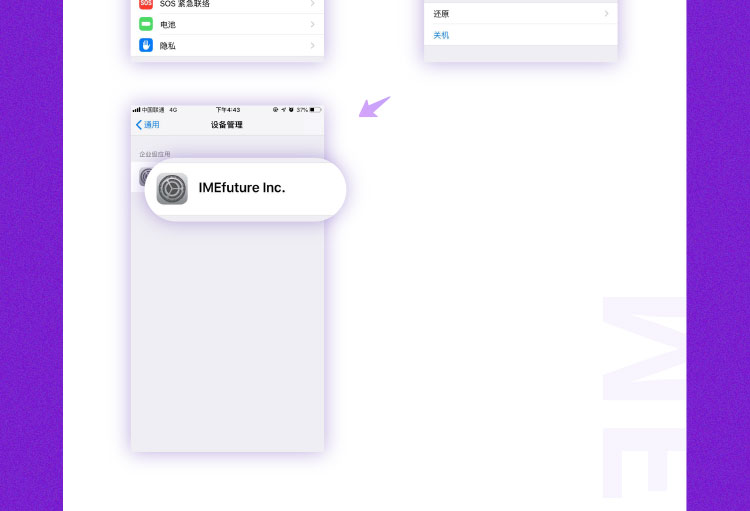 SOS SOS 紧急联络
电池
隐私
还原
关机
中国联通 4G 下午4:43 37%
通用 设备管理
企业级应用
IMEfuture Inc.
ME